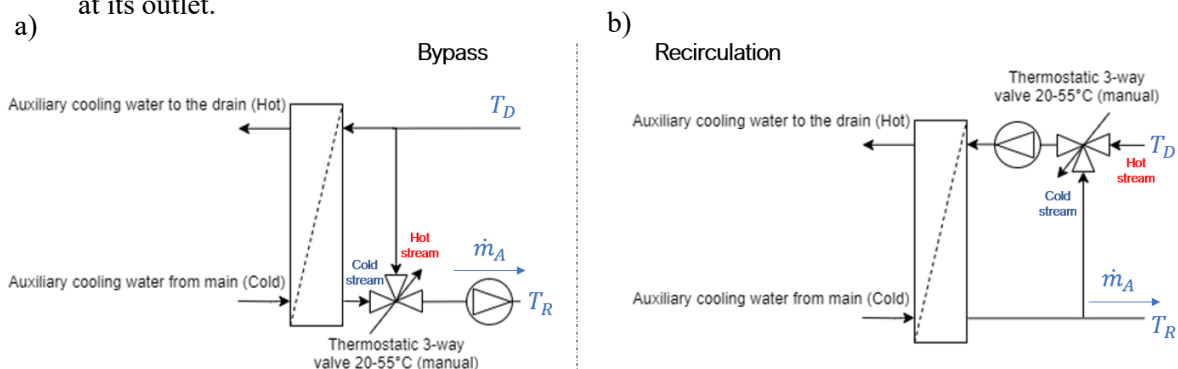 at its outlet.
a)
Bypass
Auxiliary cooling water to the drain (Hot)
T_D
Hot
stream
Cold
stream
ṁ_A
Auxiliary cooling water from main (Cold)
T_R
Thermostatic 3-way
valve 20-55°C (manual)
b)
Recirculation
Thermostatic 3-way
valve 20-55°C (manual)
Auxiliary cooling water to the drain (Hot)
T_D
Hot
stream
Cold
stream
Auxiliary cooling water from main (Cold)
ṁ_A
T_R